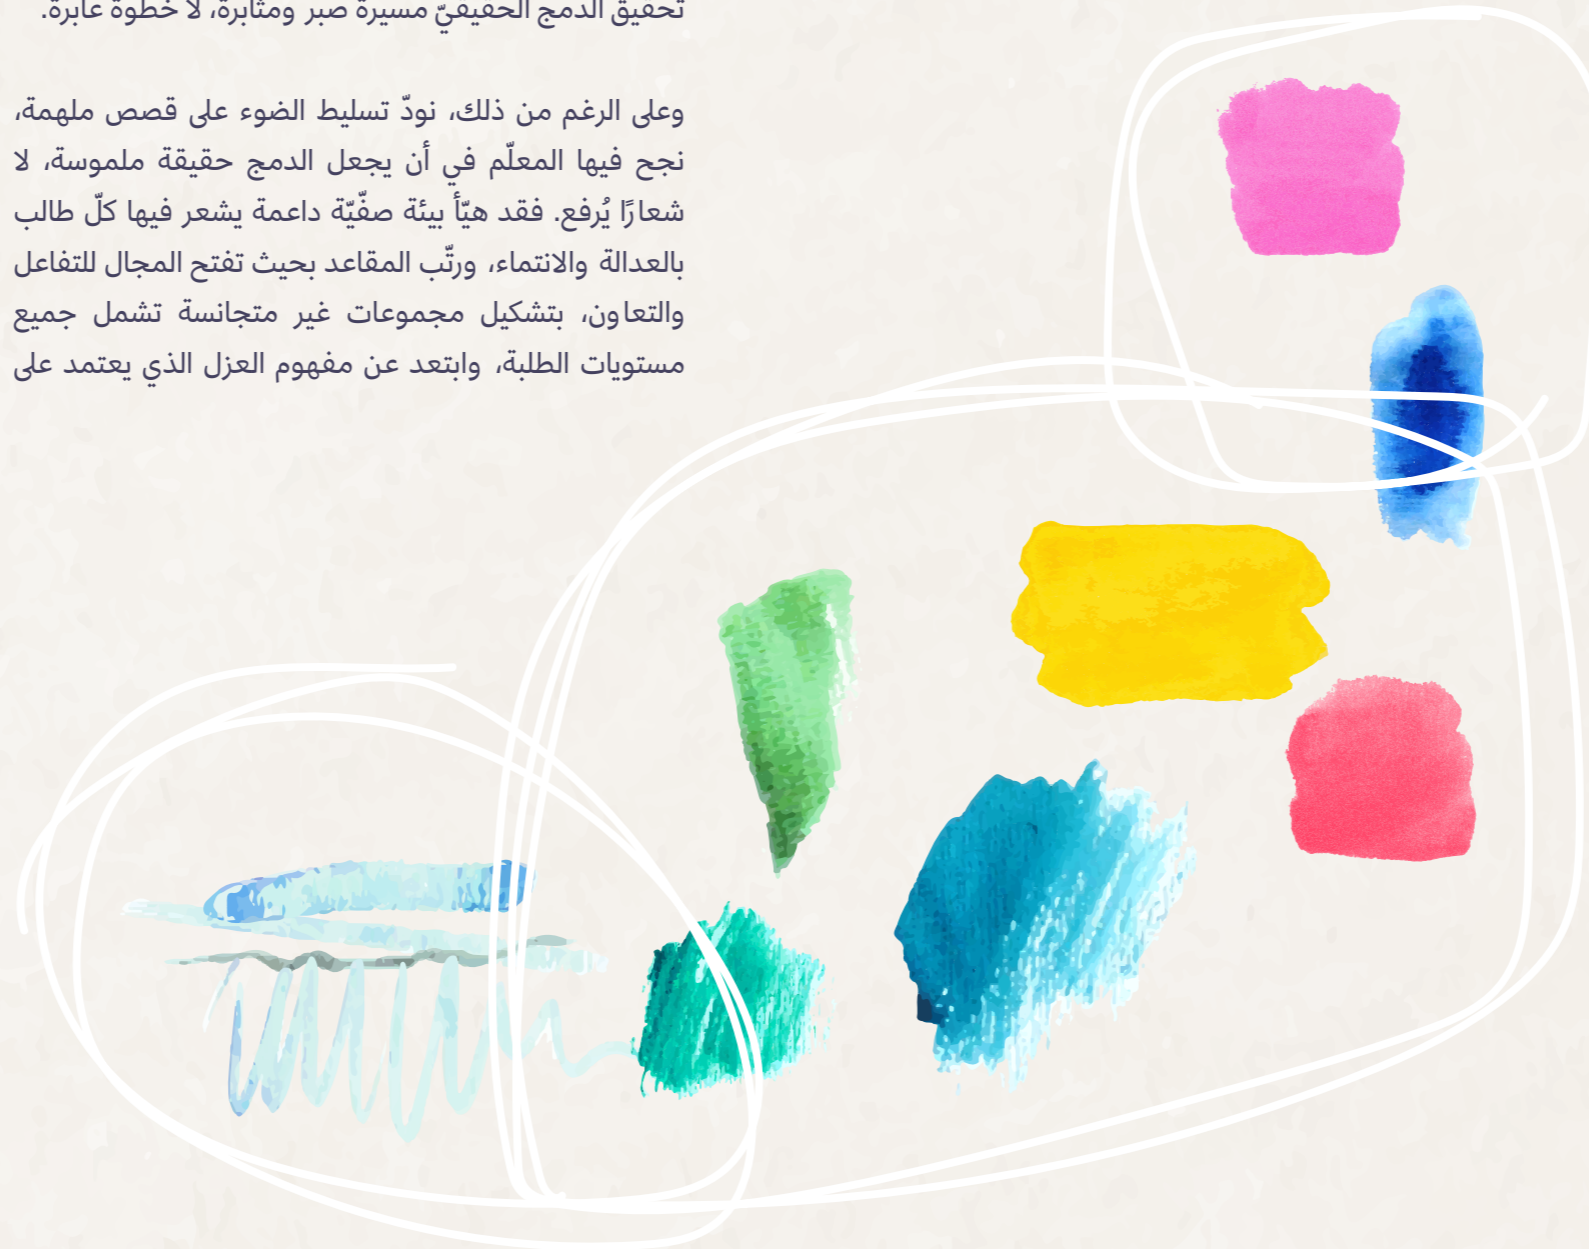 تحقيق الدمج الحقيقيّ مسيرة صبر ومثابرة، لا خطوة عابرة.
وعلى الرغم من ذلك، نودّ تسليط الضوء على قصص ملهمة،
نجح فيها المعلّم في أن يجعل الدمج حقيقة ملموسة، لا
شعارًا يُرفع. فقد هيّأ بيئة صفّيّة داعمة يشعر فيها كلّ طالب
بالعدالة والانتماء، ورتّب المقاعد بحيث تفتح المجال للتفاعل
والتعاون، بتشكيل مجموعات غير متجانسة تشمل جميع
مستويات الطلبة، وابتعد عن مفهوم العزل الذي يعتمد على